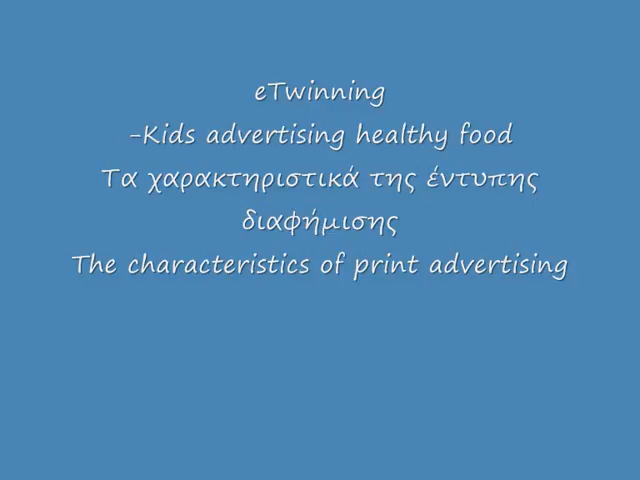 eTwinning
-Kids advertising healthy food
Τα χαρακτηριστικά της έντυπης
διαφήμισης
The characteristics of print advertising